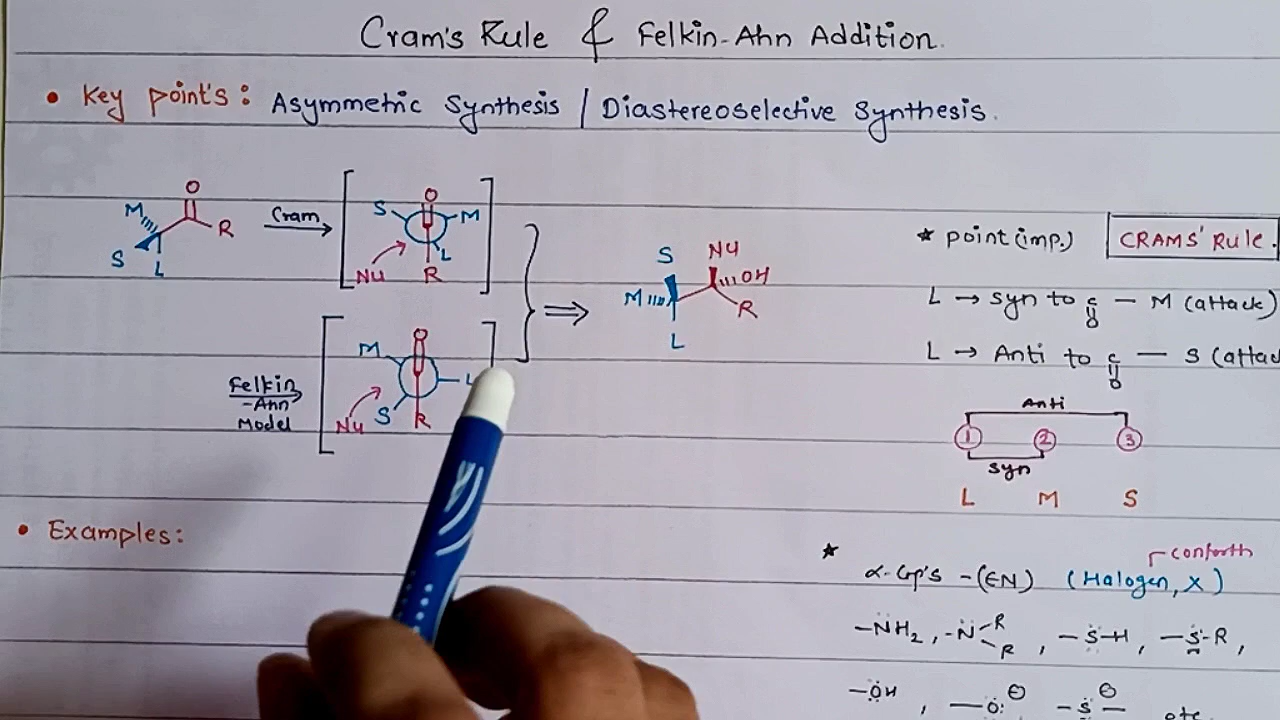 Cram's Rule & Felkin-Ahn Addition.
• Key point's: Asymmetric Synthesis / Diastereoselective Synthesis.
O
M
R
S
L
Cram
O
S
M
L
Nu
R
Felkin
-Ahn
Model
O
M
L
S
Nu
R
⇒
S
Nu
M
OH
R
L
* point (imp.) CRAMS' Rule.
L → syn to C=O — M (attack)
L → Anti to C=O — S (attac
Anti
1 2 3
syn
L M S
• Examples:
* conforth
α-Gp's - (EN) (Halogen, X)
-NH2, -N-R R, -S-H, -S-R,
-OH, -O:⊖ -S⊖- etc